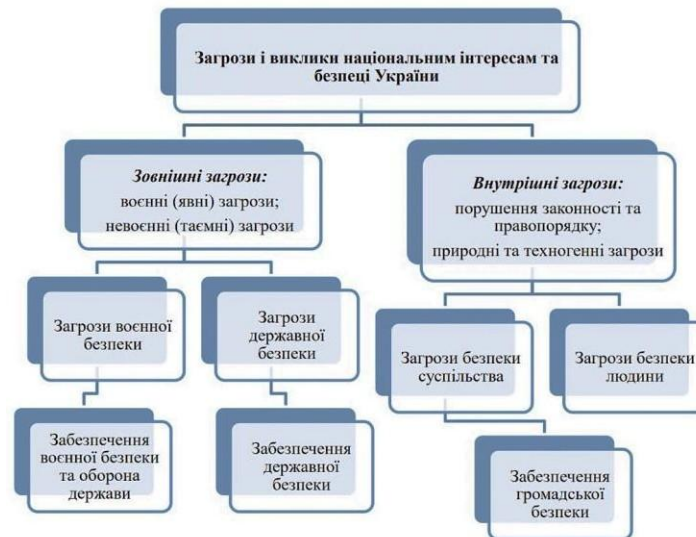 Загрози і виклики національним інтересам та
безпеці України
Зовнішні загрози:
воєнні (явні) загрози;
невоєнні (таємні) загрози
Внутрішні загрози:
порушення законності та
правопорядку;
природні та техногенні загрози
Загрози воєнної
безпеки
Загрози
державної
безпеки
Загрози безпеки
суспільства
Загрози безпеки
людини
Забезпечення
воєнної безпеки
та оборона
держави
Забезпечення
державної
безпеки
Забезпечення
громадської
безпеки